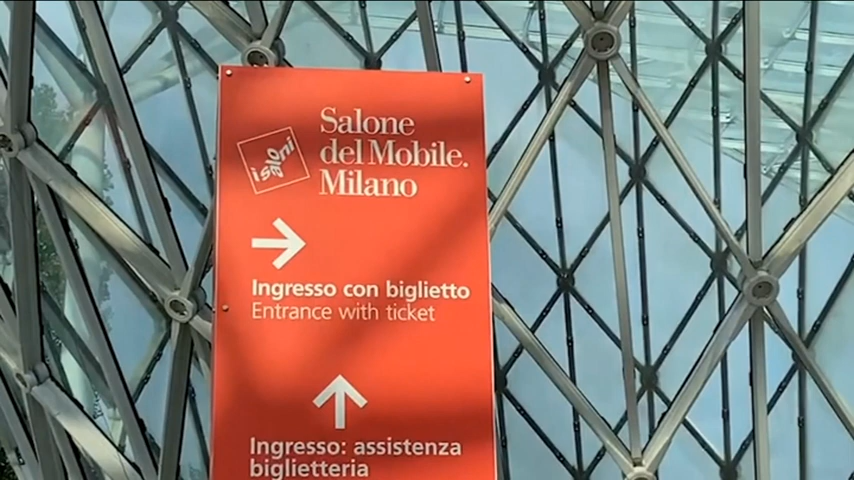 i saloni
Salone
del Mobile.
Milano
Ingresso con biglietto
Entrance with ticket
Ingresso: assistenza
biglietteria